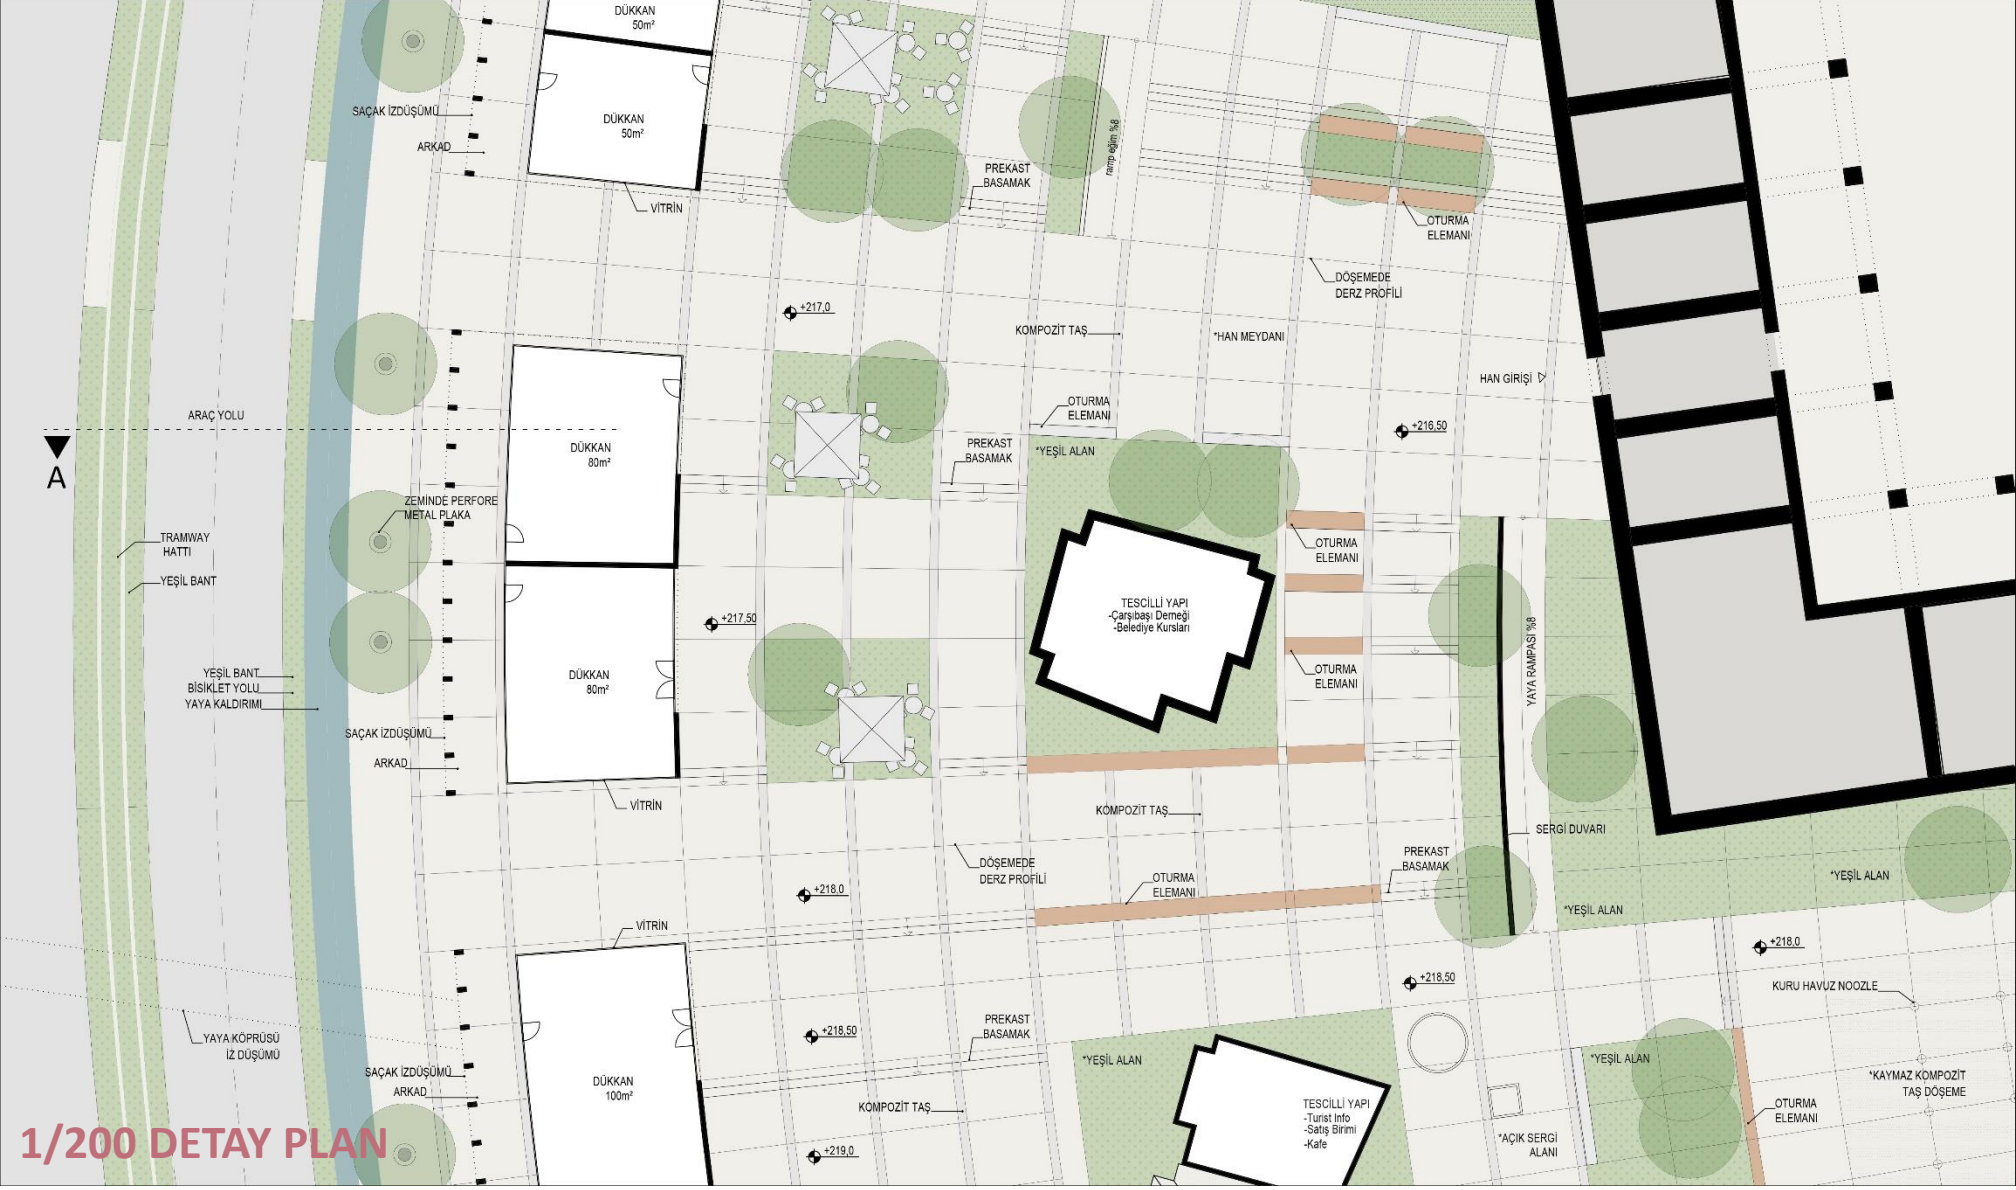 DÜKKAN
50m²
DÜKKAN
50m²
SAÇAK İZDÜŞÜMÜ
ARKAD
VİTRİN
PREKAST
BASAMAK
ramp eğim %8
OTURMA
ELEMANI
DÖŞEMEDE
DERZ PROFİLİ
+217,0
KOMPOZİT TAŞ
*HAN MEYDANI
HAN GİRİŞİ
ARAÇ YOLU
A
DÜKKAN
80m²
OTURMA
ELEMANI
PREKAST
BASAMAK
*YEŞİL ALAN
+216,50
ZEMİNDE PERFORE
METAL PLAKA
TRAMWAY
HATTI
YEŞİL BANT
OTURMA
ELEMANI
TESCİLLİ YAPI
-Çarşıbaşı Derneği
-Belediye Kursları
+217,50
OTURMA
ELEMANI
YAYA RAMPASI %8
YEŞİL BANT
BİSİKLET YOLU
YAYA KALDIRIMI
DÜKKAN
80m²
SAÇAK İZDÜŞÜMÜ
ARKAD
VİTRİN
KOMPOZİT TAŞ
SERGİ DUVARI
DÖŞEMEDE
DERZ PROFİLİ
PREKAST
BASAMAK
OTURMA
ELEMANI
+218,0
*YEŞİL ALAN
*YEŞİL ALAN
VİTRİN
+218,0
+218,50
KURU HAVUZ NOOZLE
YAYA KÖPRÜSÜ
İZ DÜŞÜMÜ
+218,50
PREKAST
BASAMAK
*YEŞİL ALAN
*YEŞİL ALAN
SAÇAK İZDÜŞÜMÜ
ARKAD
DÜKKAN
100m²
KOMPOZİT TAŞ
*KAYMAZ KOMPOZİT
TAŞ DÖŞEME
TESCİLLİ YAPI
-Turist Info
-Satış Birimi
-Kafe
OTURMA
ELEMANI
*AÇIK SERGİ
ALANI
+219,0
1/200 DETAY PLAN